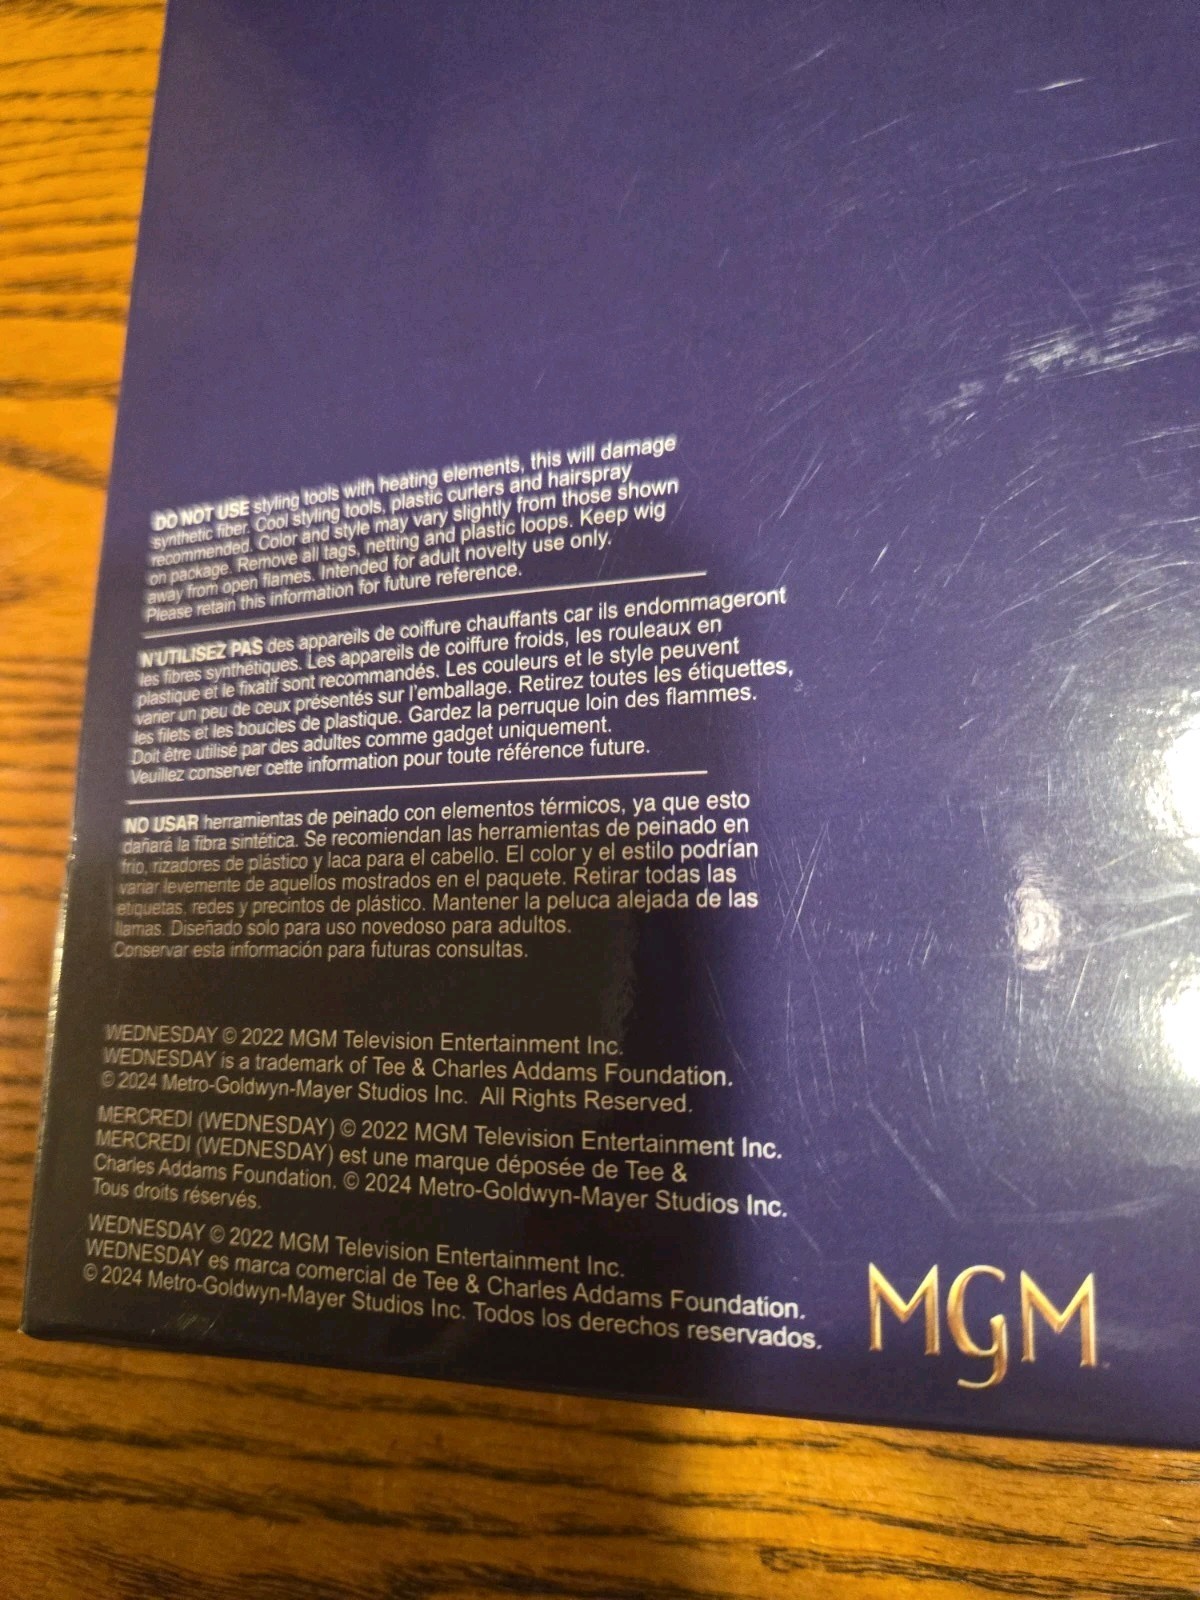 DO NOT USE styling tools with heating elements, this will damage
synthetic fiber. Cool styling tools, plastic curlers and hairspray
recommended. Color and style may vary slightly from those shown
on package. Remove all tags, netting and plastic loops. Keep wig
away from open flames. Intended for adult novelty use only.
Please retain this information for future reference.
N'UTILISEZ PAS des appareils de coiffure chauffants car ils endommageront
les fibres synthétiques. Les appareils de coiffure froids, les rouleaux en
plastique et le fixatif sont recommandés. Les couleurs et le style peuvent
varier un peu de ceux présentés sur l'emballage. Retirez toutes les étiquettes,
les filets et les boucles de plastique. Gardez la perruque loin des flammes.
Doit être utilisé par des adultes comme gadget uniquement.
Veuillez conserver cette information pour toute référence future.
NO USAR herramientas de peinado con elementos térmicos, ya que esto
dañará la fibra sintética. Se recomiendan las herramientas de peinado en
frio, rizadores de plástico y laca para el cabello. El color y el estilo podrían
variar levemente de aquellos mostrados en el paquete. Retirar todas las
etiquetas, redes y precintos de plástico. Mantener la peluca alejada de las
llamas. Diseñado solo para uso novedoso para adultos.
Conservar esta información para futuras consultas.
WEDNESDAY © 2022 MGM Television Entertainment Inc.
WEDNESDAY is a trademark of Tee & Charles Addams Foundation.
© 2024 Metro-Goldwyn-Mayer Studios Inc. All Rights Reserved.
MERCREDI (WEDNESDAY) © 2022 MGM Television Entertainment Inc.
MERCREDI (WEDNESDAY) est une marque déposée de Tee &
Charles Addams Foundation. © 2024 Metro-Goldwyn-Mayer Studios Inc.
Tous droits réservés.
WEDNESDAY © 2022 MGM Television Entertainment Inc.
WEDNESDAY es marca comercial de Tee & Charles Addams Foundation.
© 2024 Metro-Goldwyn-Mayer Studios Inc. Todos los derechos reservados.
MGM